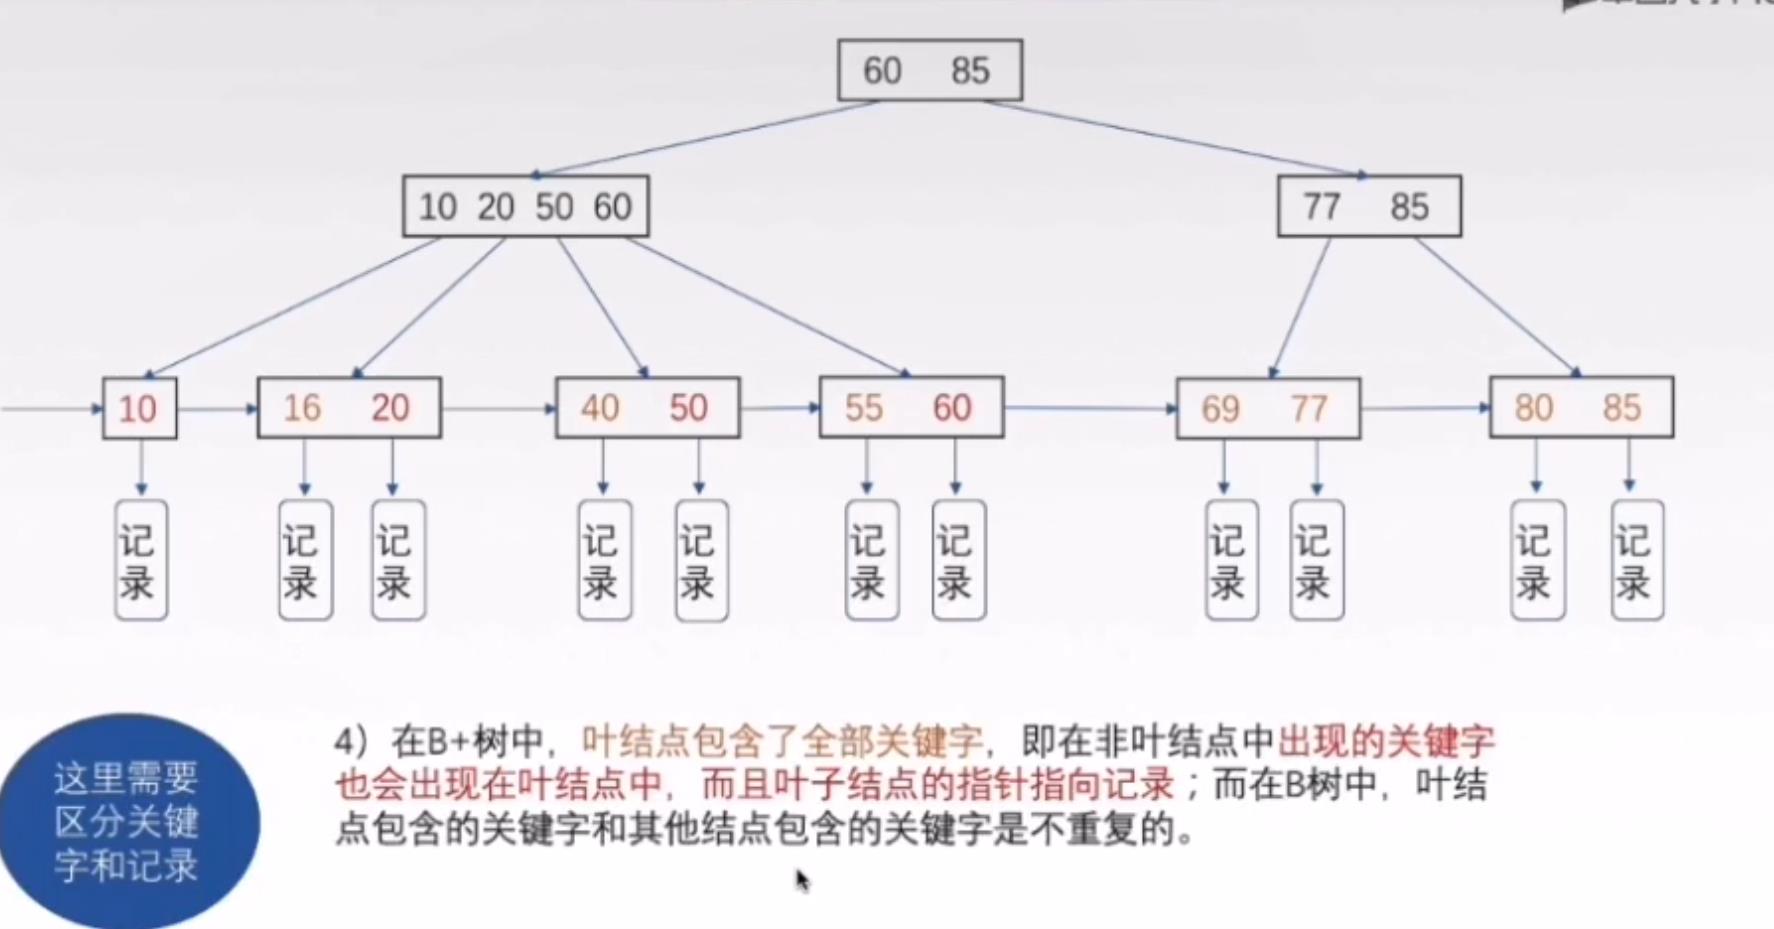 60 85
10 20 50 60
77 85
10
16 20
40 50
55 60
69 77
80 85
记录
记录
记录
记录
记录
记录
记录
记录
记录
记录
记录
这里需要
区分关键
字和记录
4）在B+树中，叶结点包含了全部关键字，即在非叶结点中出现的关键字
也会出现在叶结点中，而且叶子结点的指针指向记录；而在B树中，叶结
点包含的关键字和其他结点包含的关键字是不重复的。